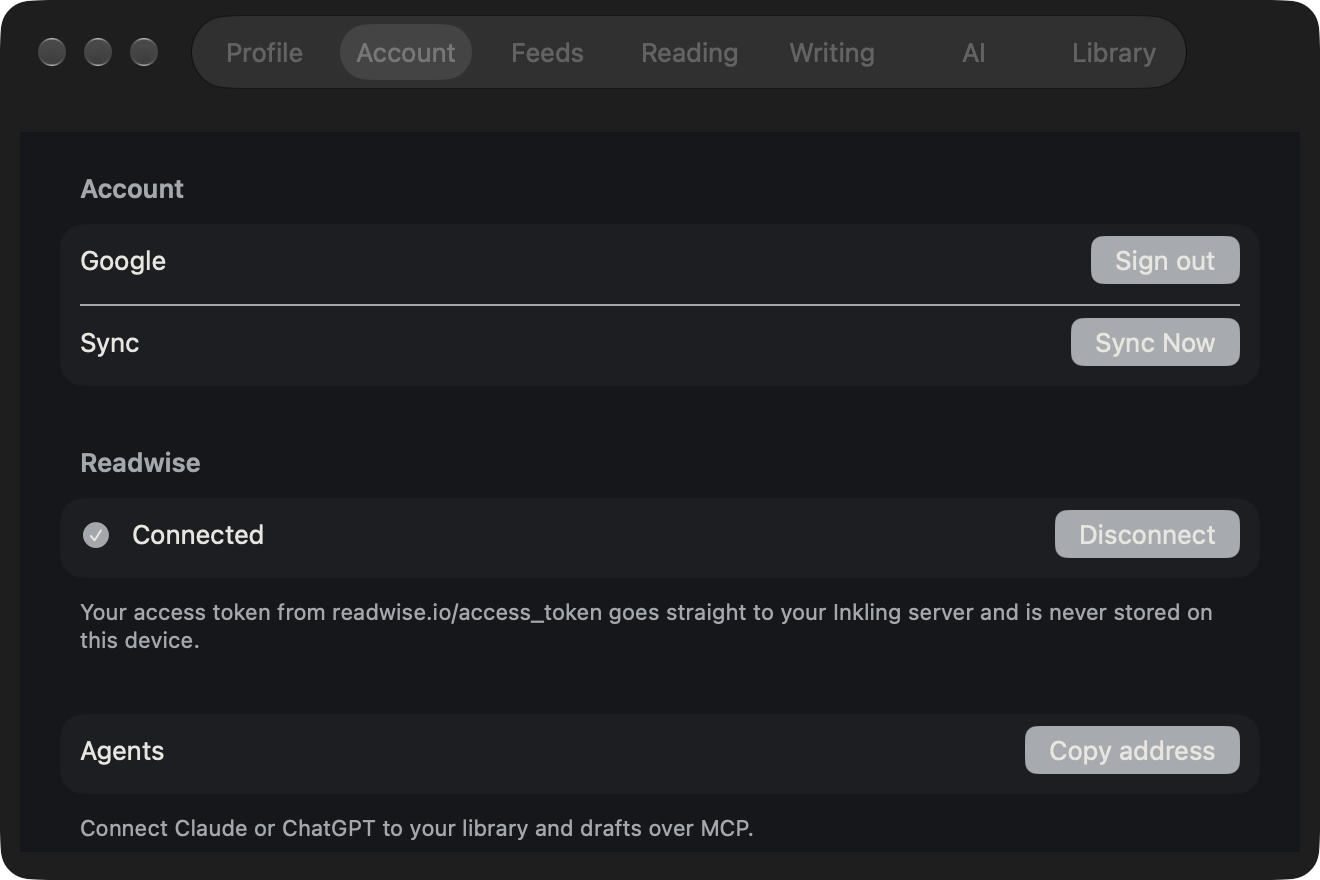 Profile Account Feeds Reading Writing AI Library
Account
Google Sign out
Sync Sync Now
Readwise
Connected Disconnect
Your access token from readwise.io/access_token goes straight to your Inkling server and is never stored on
this device.
Agents Copy address
Connect Claude or ChatGPT to your library and drafts over MCP.